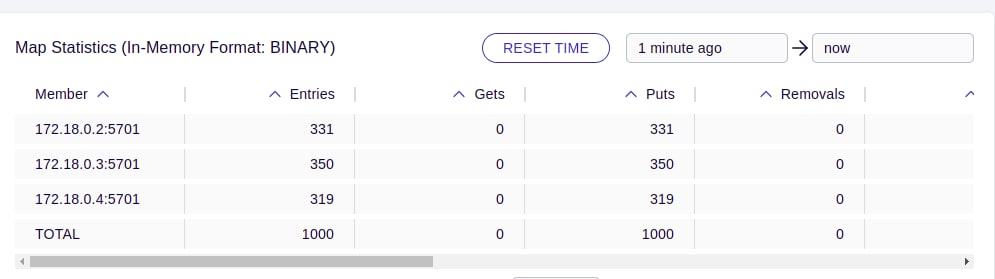 Map Statistics (In-Memory Format: BINARY) RESET TIME 1 minute ago now
Member Entries Gets Puts Removals
172.18.0.2:5701 331 0 331 0
172.18.0.3:5701 350 0 350 0
172.18.0.4:5701 319 0 319 0
TOTAL 1000 0 1000 0